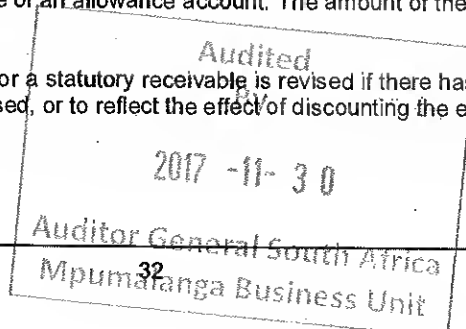 e of an allowance account. The amount of the
Audited
or a statutory receivable is revised if there has
By
sed, or to reflect the effect of discounting the e
2017 -11- 30
Auditor General South Africa
32
Mpumalanga Business Unit